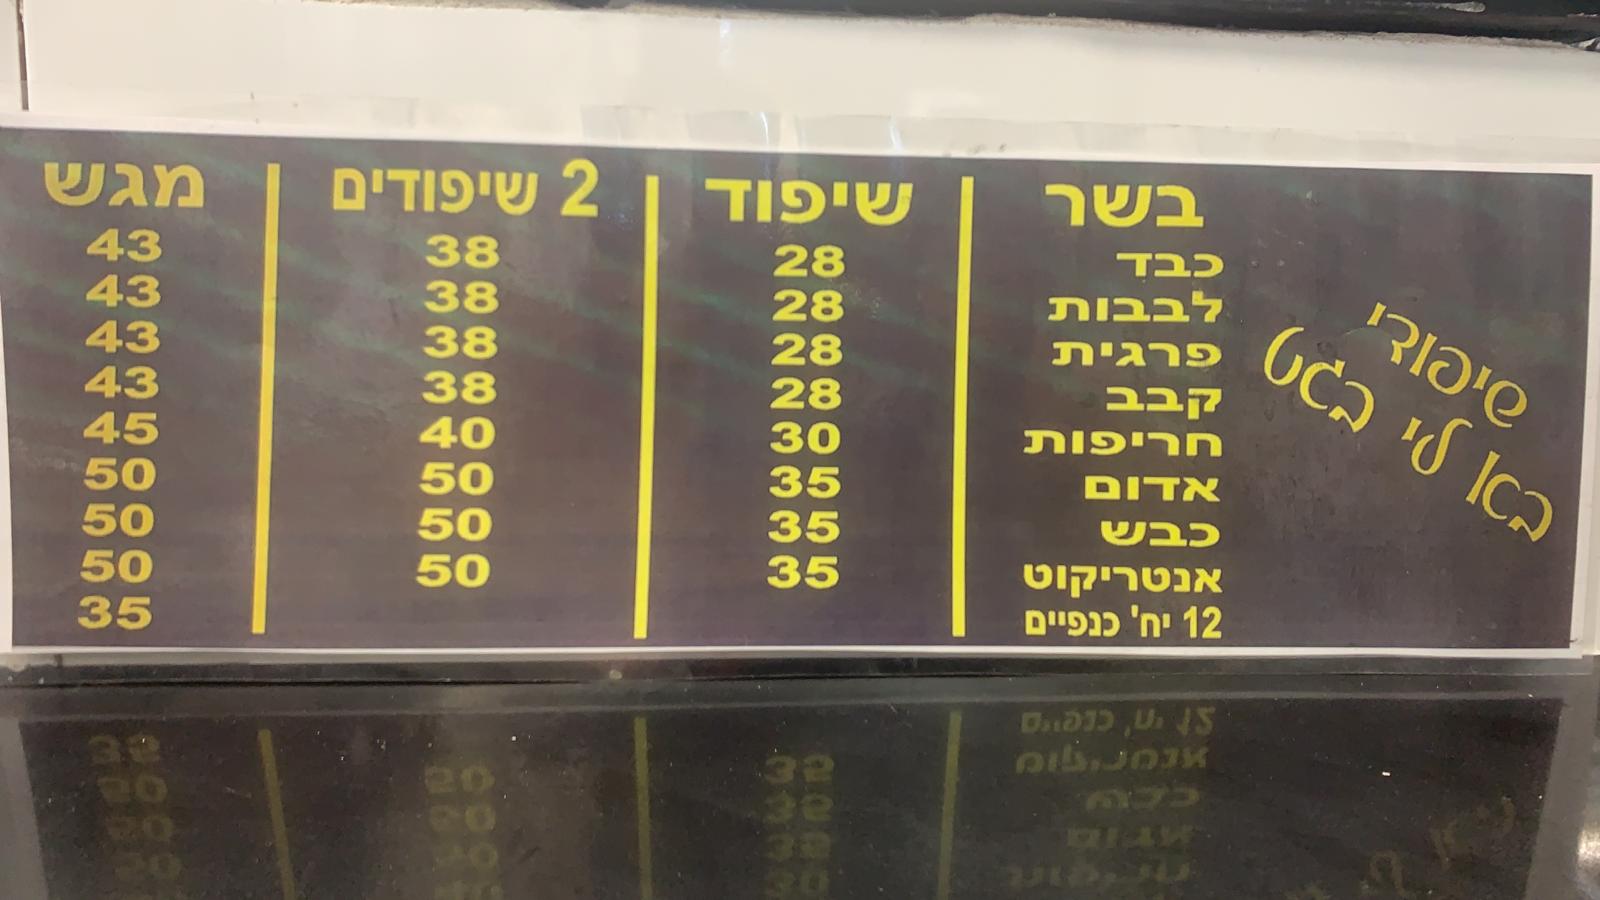 שיפודי
בא לי בגט
בשר שיפוד 2 שיפודים מגש
כבד 28 38 43
לבבות 28 38 43
פרגית 28 38 43
קבב 28 38 43
חריפות 30 40 45
אדום 35 50 50
כבש 35 50 50
אנטריקוט 35 50 50
12 יח' כנפיים 35